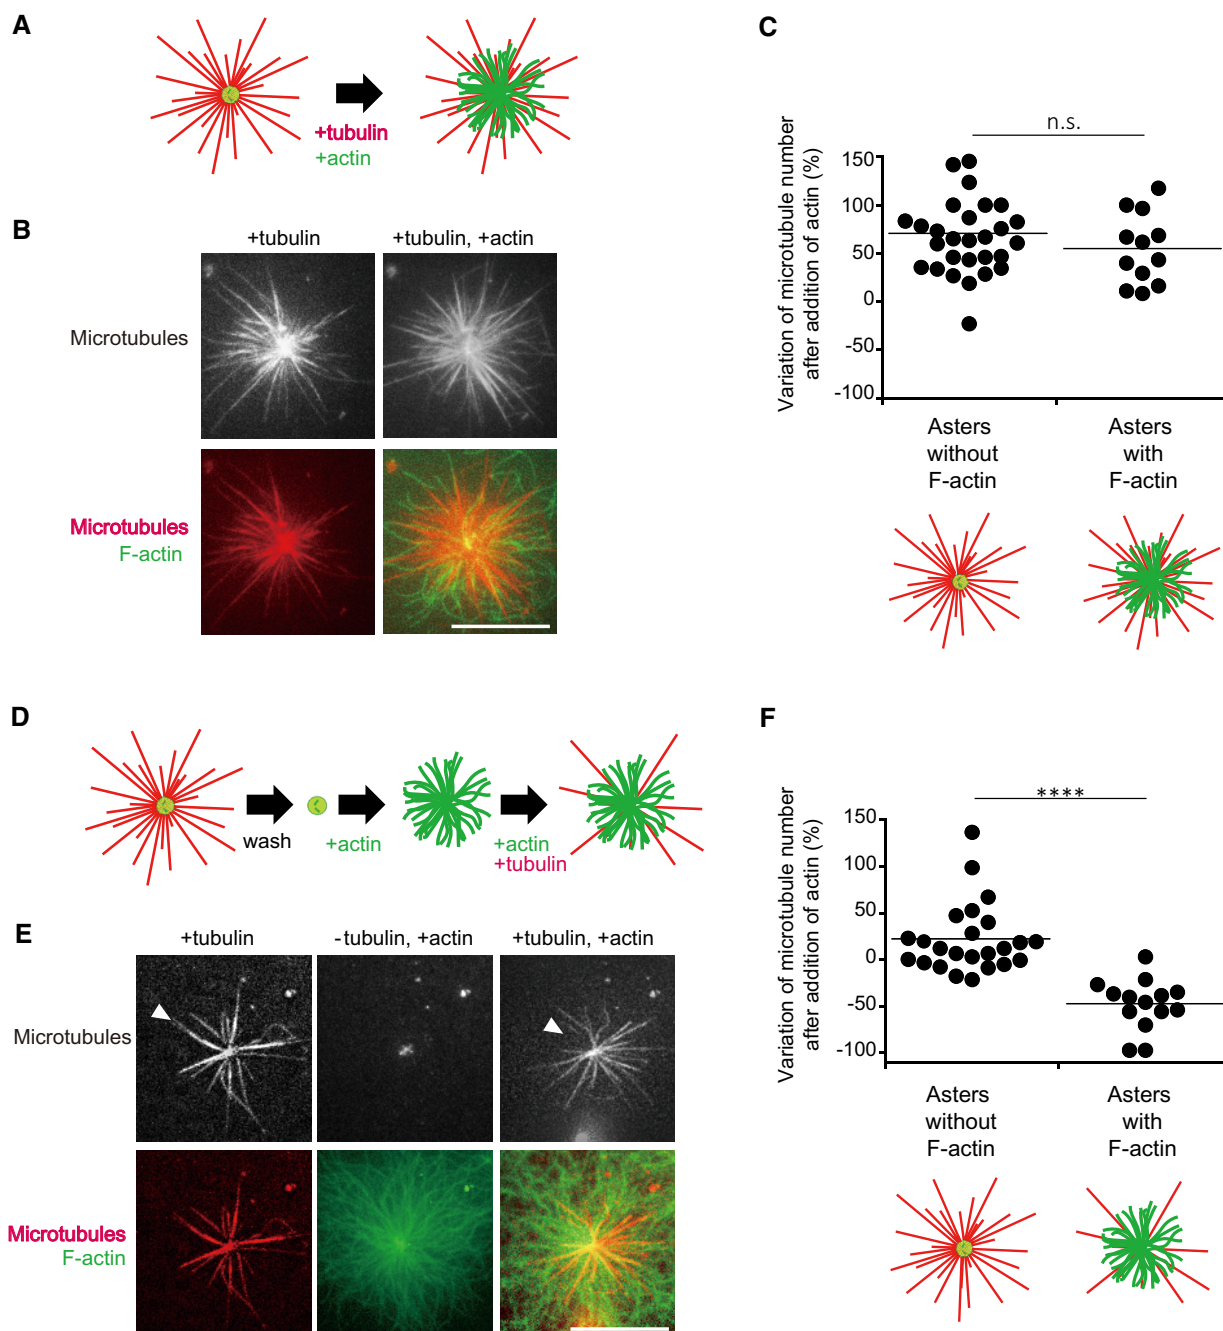 A
+tubulin
+actin
B
+tubulin
+tubulin, +actin
Microtubules
Microtubules
F-actin
C
n.s.
Variation of microtubule number
after addition of actin (%)
150
100
50
0
-50
-100
Asters
without
F-actin
Asters
with
F-actin
D
wash
+actin
+actin
+tubulin
E
+tubulin
-tubulin, +actin
+tubulin, +actin
Microtubules
Microtubules
F-actin
F
****
Variation of microtubule number
after addition of actin (%)
150
100
50
0
-50
-100
Asters
without
F-actin
Asters
with
F-actin